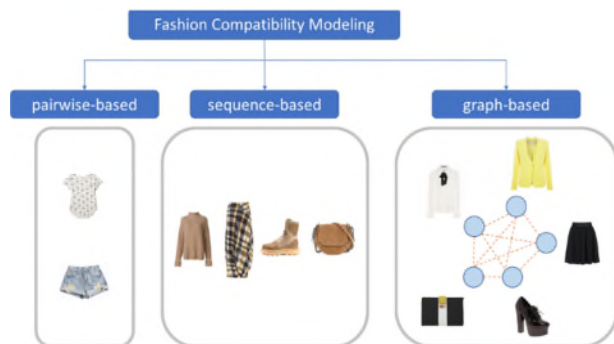 Fashion Compatibility Modeling
pairwise-based
sequence-based
graph-based